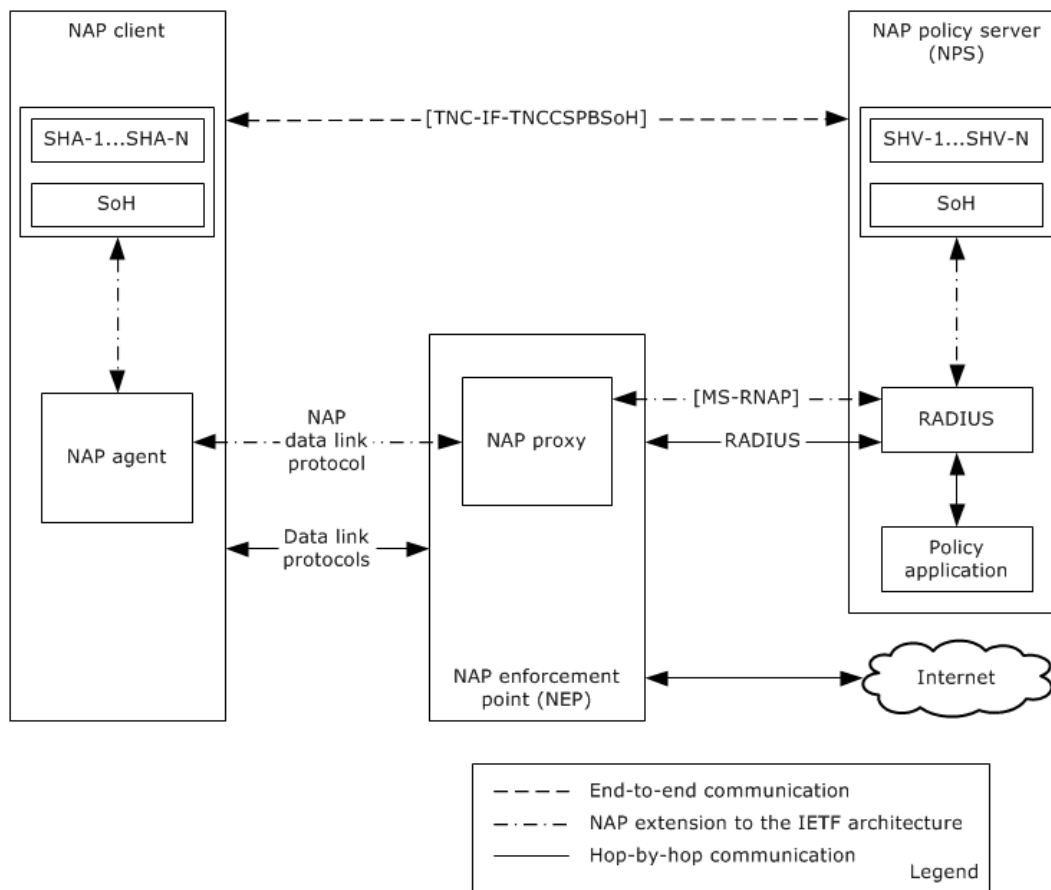 NAP client
NAP policy server
(NPS)
[TNC-IF-TNCCSPBSoH]
SHA-1...SHA-N
SoH
SHV-1...SHV-N
SoH
NAP agent
NAP
data link
protocol
NAP proxy
[MS-RNAP]
RADIUS
RADIUS
Data link
protocols
Policy
application
NAP enforcement
point (NEP)
Internet
End-to-end communication
NAP extension to the IETF architecture
Hop-by-hop communication
Legend